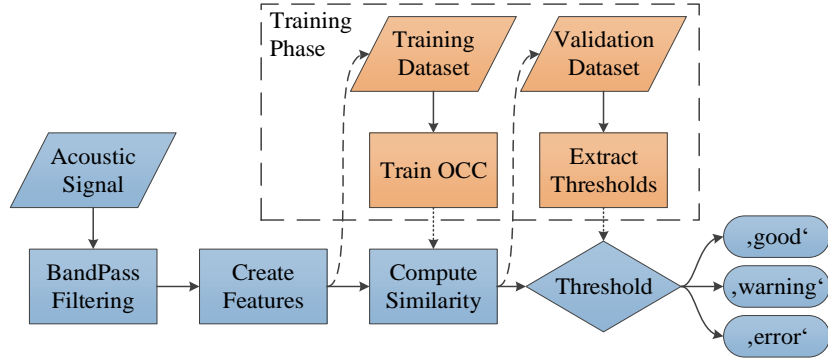 Training
Phase
Training
Dataset
Validation
Dataset
Train OCC
Extract
Thresholds
Acoustic
Signal
BandPass
Filtering
Create
Features
Compute
Similarity
Threshold
‚good‘
‚warning‘
‚error‘